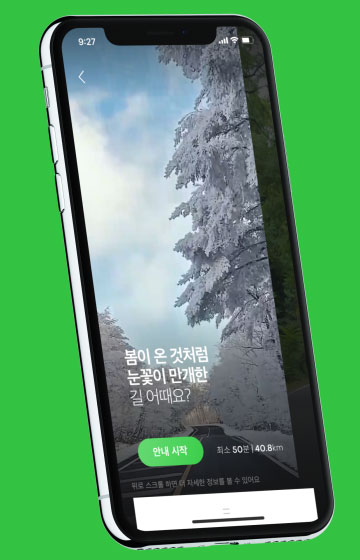 9:27
봄이 온 것처럼
눈꽃이 만개한
길 어때요?
안내 시작
최소 50분 | 40.8km
위로 스크롤 하면 더 자세한 정보를 볼 수 있어요